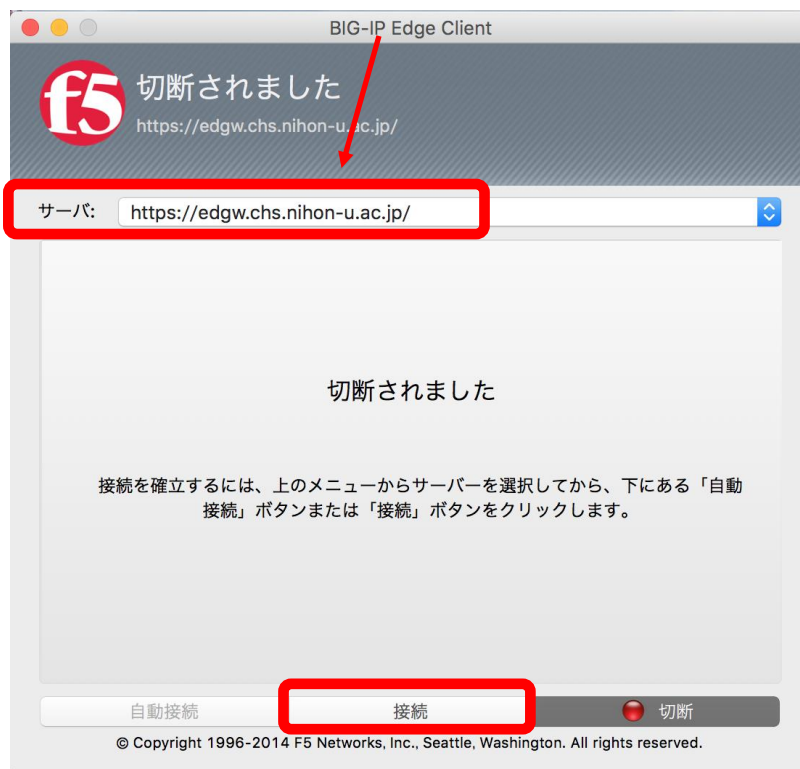 BIG-IP Edge Client
f5
切断されました
https://edgw.chs.nihon-u.ac.jp/
サーバ: https://edgw.chs.nihon-u.ac.jp/
切断されました
接続を確立するには、上のメニューからサーバーを選択してから、下にある「自動
接続」ボタンまたは「接続」ボタンをクリックします。
自動接続 接続 切断
© Copyright 1996-2014 F5 Networks, Inc., Seattle, Washington. All rights reserved.